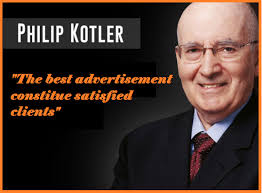 PHILIP KOTLER
"The best advertisement
constitue satisfied
clients"